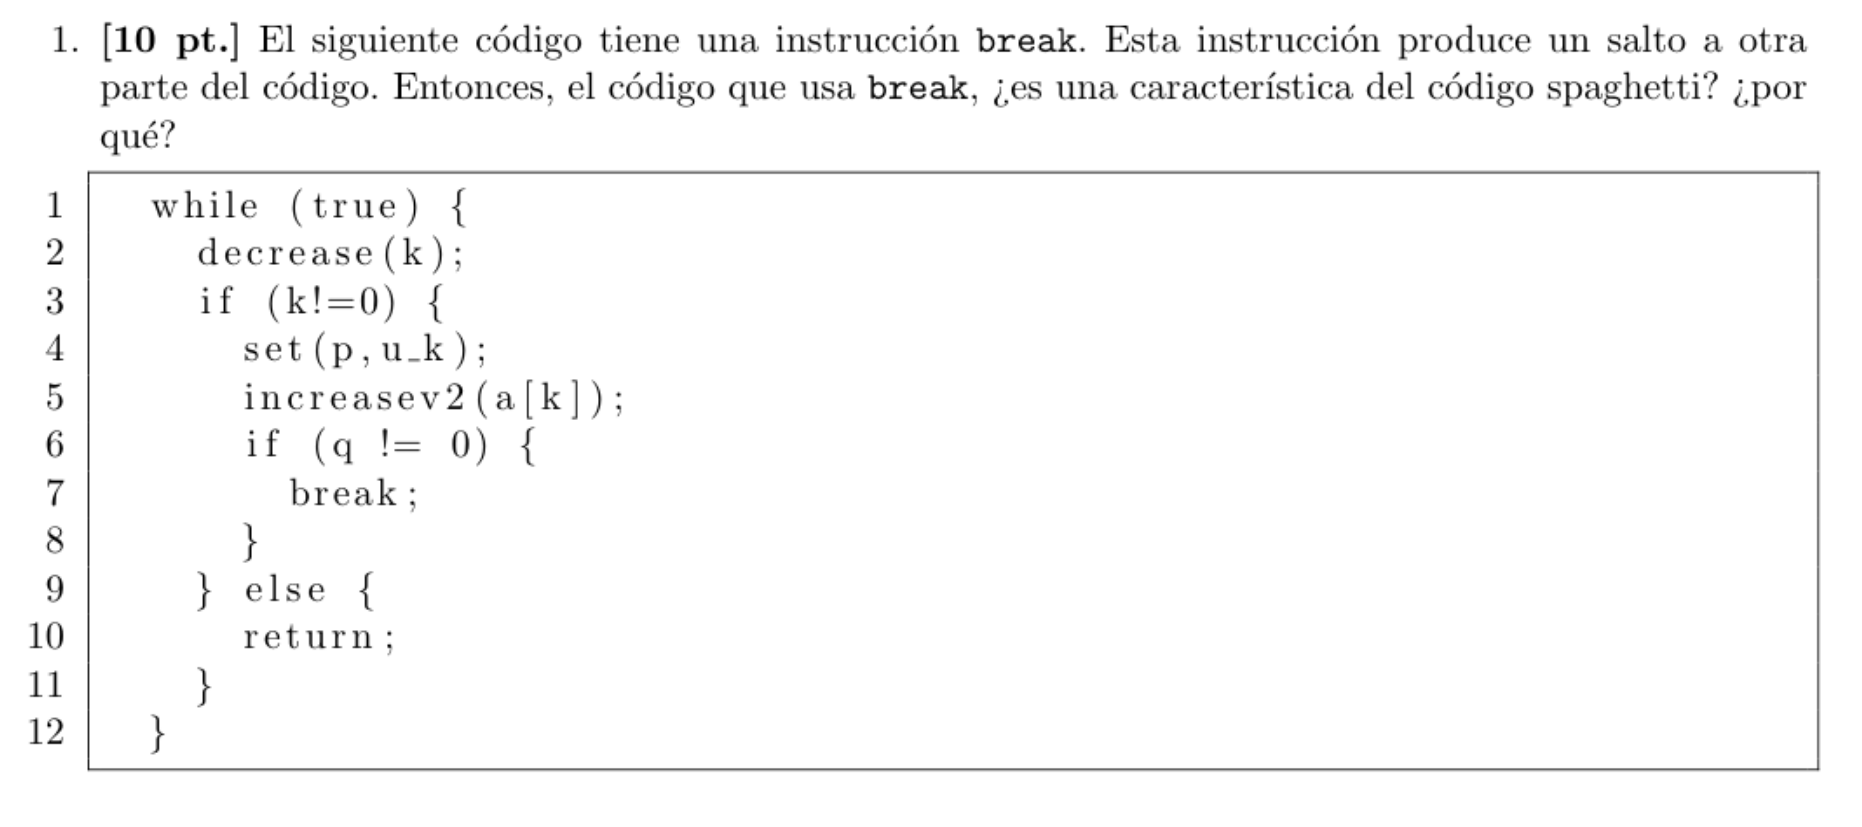 1. [10 pt.] El siguiente código tiene una instrucción break. Esta instrucción produce un salto a otra
parte del código. Entonces, el código que usa break, ¿es una característica del código spaghetti? ¿por
qué?
1 while (true) {
2 decrease(k);
3 if (k!=0) {
4 set(p,u_k);
5 increasev2(a[k]);
6 if (q != 0) {
7 break;
8 }
9 } else {
10 return;
11 }
12 }